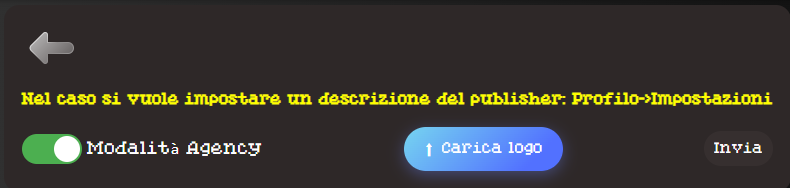 Nel caso si vuole impostare un descrizione del publisher: Profilo->Impostazioni
Modalità Agency
↑ Carica logo
Invia